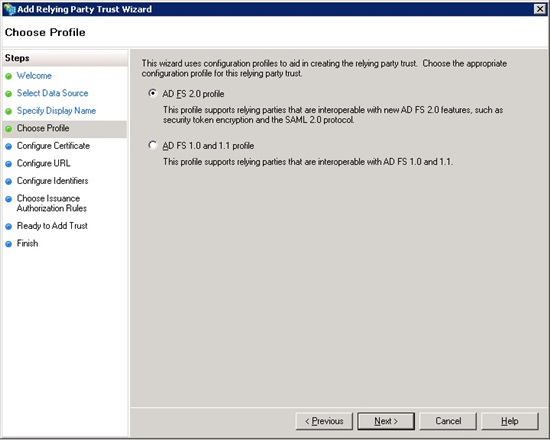 Add Relying Party Trust Wizard
Choose Profile
Steps
Welcome
Select Data Source
Specify Display Name
Choose Profile
Configure Certificate
Configure URL
Configure Identifiers
Choose Issuance
Authorization Rules
Ready to Add Trust
Finish
This wizard uses configuration profiles to aid in creating the relying party trust. Choose the appropriate
configuration profile for this relying party trust.
AD FS 2.0 profile
This profile supports relying parties that are interoperable with new AD FS 2.0 features, such as
security token encryption and the SAML 2.0 protocol.
AD FS 1.0 and 1.1 profile
This profile supports relying parties that are interoperable with AD FS 1.0 and 1.1.
< Previous
Next >
Cancel
Help